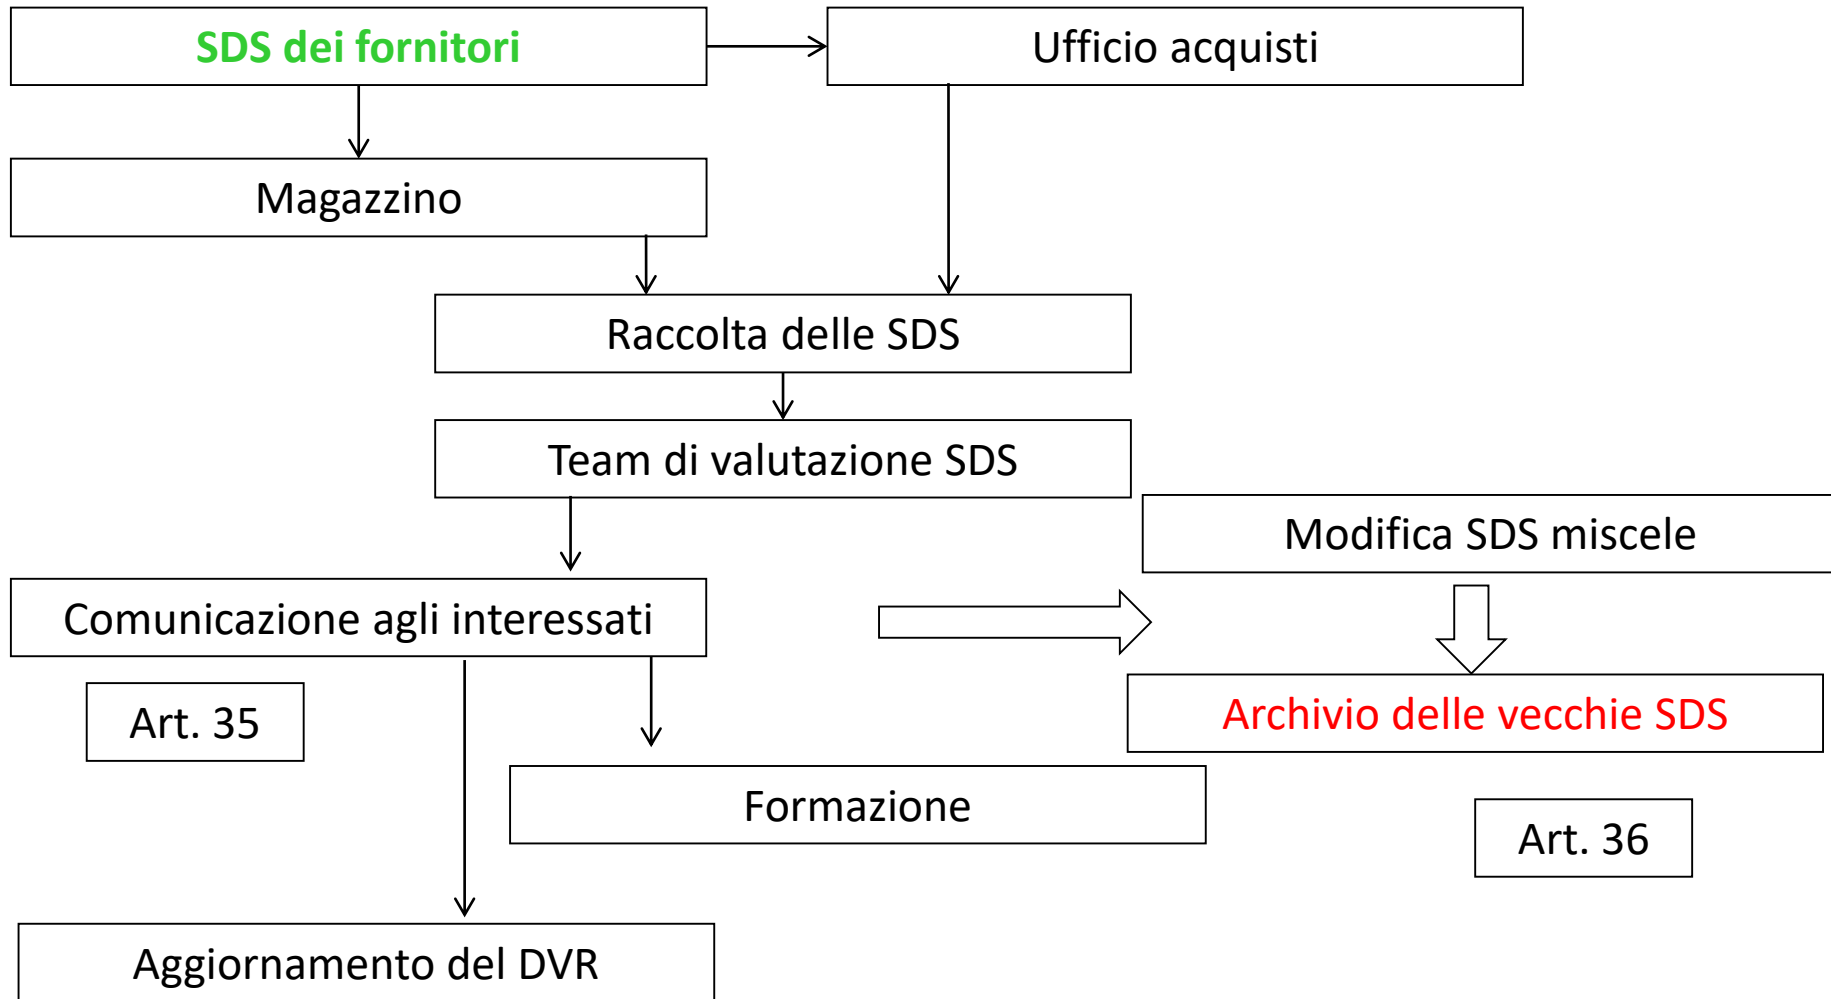 SDS dei fornitori
Ufficio acquisti
Magazzino
Raccolta delle SDS
Team di valutazione SDS
Modifica SDS miscele
Comunicazione agli interessati
Art. 35
Archivio delle vecchie SDS
Formazione
Art. 36
Aggiornamento del DVR